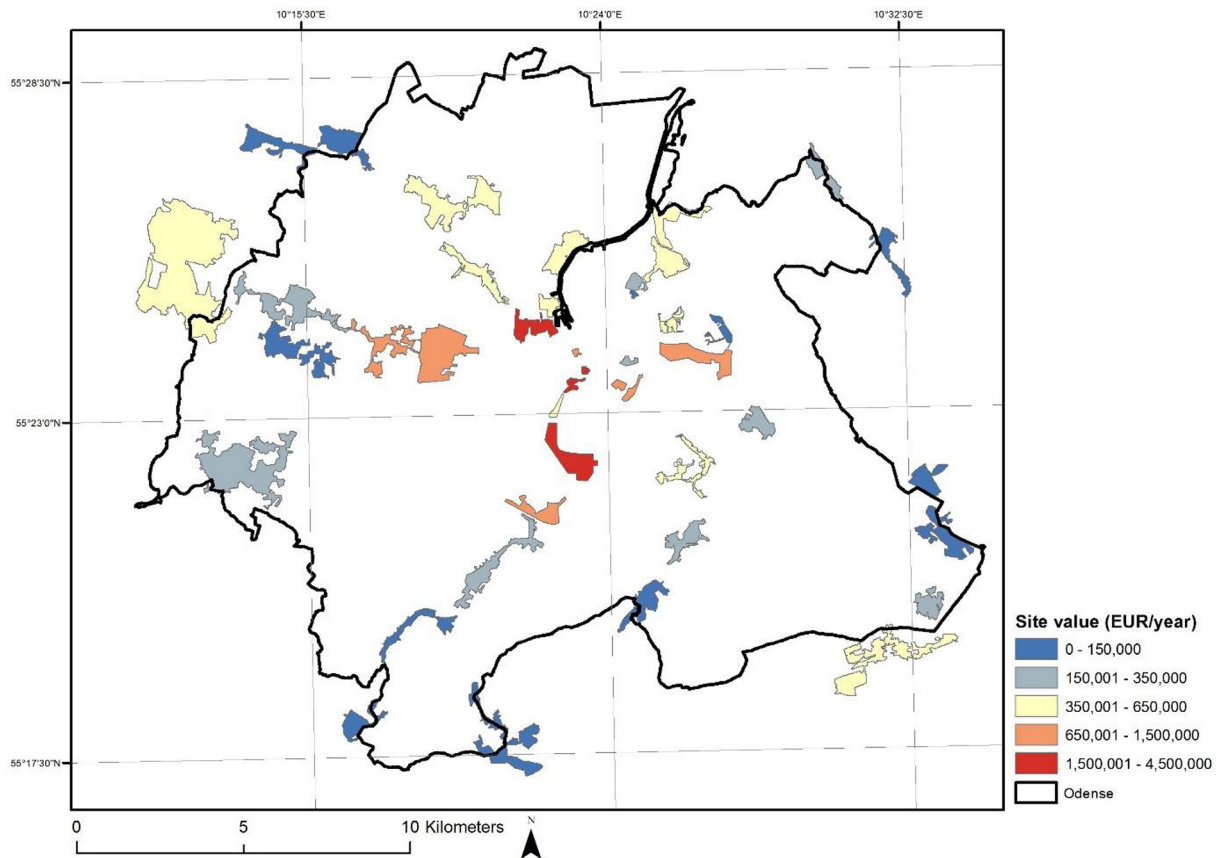 10°15'30"E 10°24'0"E 10°32'30"E
55°28'30"N
55°23'0"N
55°17'30"N
Site value (EUR/year)
0 - 150,000
150,001 - 350,000
350,001 - 650,000
650,001 - 1,500,000
1,500,001 - 4,500,000
Odense
0 5 10 Kilometers
N